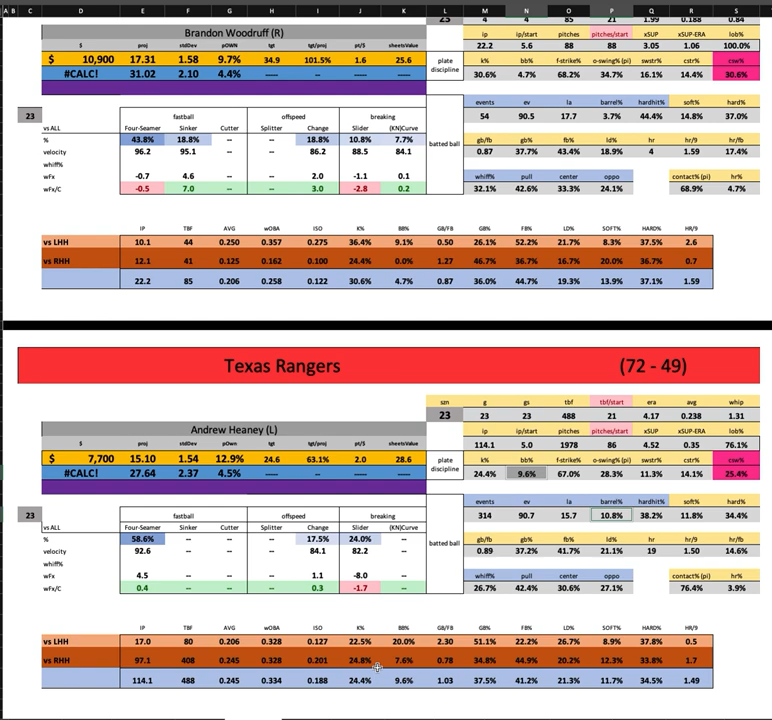 A B C D E F G H I J K L M N O P Q R S
23 4 4 85 21 1.99 0.188 0.84
Brandon Woodruff (R)
ip ip/start pitches pitches/start xSUP xSUP-ERA lob%
22.2 5.6 88 88 3.05 1.06 100.0%
$ proj stdDev pOWN tgt tgt/proj pt/$ sheetsValue
$ 10,900 17.31 1.58 9.7% 34.9 101.5% 1.6 25.6
plate discipline
k% bb% f-strike% o-swing% (pi) swstr% cstr% csw%
#CALC! 31.02 2.10 4.4% ---- -- -- ----
30.6% 4.7% 68.2% 34.7% 16.1% 14.4% 30.6%
events ev la barrel% hardhit% soft% hard%
23 fastball offspeed breaking
54 90.5 17.7 3.7% 44.4% 14.8% 37.0%
vs ALL Four-Seamer Sinker Cutter Splitter Change Slider (KN)Curve
% 43.8% 18.8% -- -- 18.8% 10.8% 7.7%
batted ball
gb/fb gb% fb% ld% hr hr/9 hr/fb
velocity 96.2 95.1 -- -- 86.2 88.5 84.1
0.87 37.7% 43.4% 18.9% 4 1.59 17.4%
whiff%
wFx -0.7 4.6 -- -- 2.0 -1.1 0.1
whiff% pull center oppo contact% (pi) hr%
wFx/C -0.5 7.0 -- -- 3.0 -2.8 0.2
32.1% 42.6% 33.3% 24.1% 68.9% 4.7%
IP TBF AVG wOBA ISO K% BB% GB/FB GB% FB% LD% SOFT% HARD% HR/9
vs LHH 10.1 44 0.250 0.357 0.275 36.4% 9.1% 0.50 26.1% 52.2% 21.7% 8.3% 37.5% 2.6
vs RHH 12.1 41 0.125 0.162 0.100 24.4% 0.0% 1.27 46.7% 36.7% 16.7% 20.0% 36.7% 0.7
22.2 85 0.206 0.258 0.122 30.6% 4.7% 0.87 36.0% 44.7% 19.3% 13.9% 37.1% 1.59
Texas Rangers (72 - 49)
szn g gs tbf tbf/start era avg whip
23 23 23 488 21 4.17 0.238 1.31
Andrew Heaney (L)
ip ip/start pitches pitches/start xSUP xSUP-ERA lob%
114.1 5.0 1978 86 4.52 0.35 76.1%
$ proj stdDev pOwn tgt tgt/proj pt/$ sheetsValue
$ 7,700 15.10 1.54 12.9% 24.6 63.1% 2.0 28.6
plate discipline
k% bb% f-strike% o-swing% (pi) swstr% cstr% csw%
#CALC! 27.64 2.37 4.5% ---- -- -- ----
24.4% 9.6% 67.0% 28.3% 11.3% 14.1% 25.4%
events ev la barrel% hardhit% soft% hard%
23 fastball offspeed breaking
314 90.7 15.7 10.8% 38.2% 11.8% 34.4%
vs ALL Four-Seamer Sinker Cutter Splitter Change Slider (KN)Curve
% 58.6% -- -- -- 17.5% 24.0% --
batted ball
gb/fb gb% fb% ld% hr hr/9 hr/fb
velocity 92.6 -- -- -- 84.1 82.2 --
0.89 37.2% 41.7% 21.1% 19 1.50 14.6%
whiff%
wFx 4.5 -- -- -- 1.1 -8.0 --
whiff% pull center oppo contact% (pi) hr%
wFx/C 0.4 -- -- -- 0.3 -1.7 --
26.7% 42.4% 30.6% 27.1% 76.4% 3.9%
IP TBF AVG wOBA ISO K% BB% GB/FB GB% FB% LD% SOFT% HARD% HR/9
vs LHH 17.0 80 0.206 0.328 0.127 22.5% 20.0% 2.30 51.1% 22.2% 26.7% 8.9% 37.8% 0.5
vs RHH 97.1 408 0.245 0.328 0.201 24.8% 7.6% 0.78 34.8% 44.9% 20.2% 12.3% 33.8% 1.7
114.1 488 0.245 0.334 0.188 24.4% 9.6% 1.03 37.5% 41.2% 21.3% 11.7% 34.5% 1.49